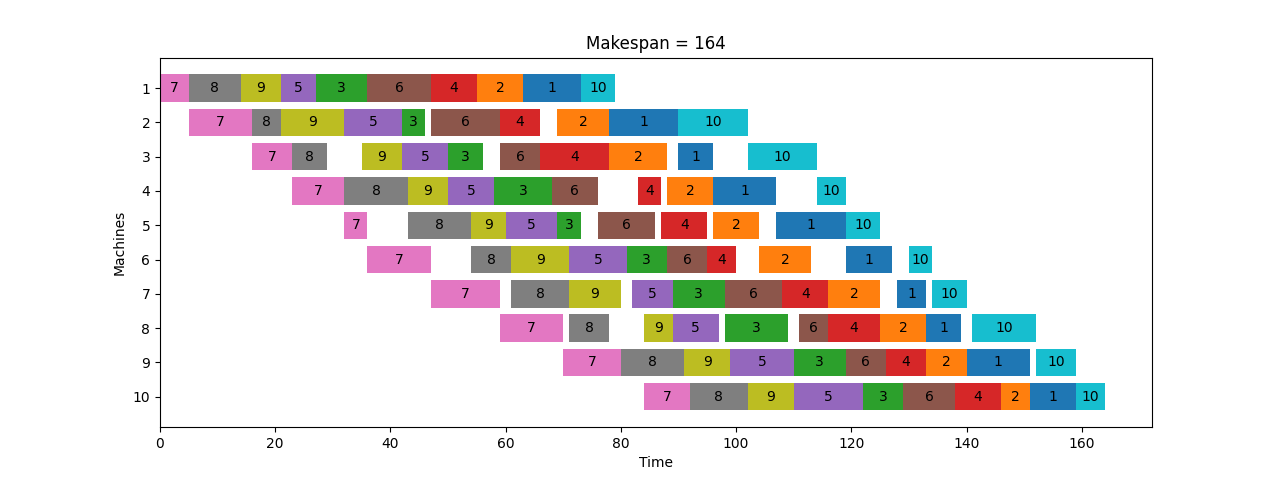 Makespan = 164
Machines
1 7 8 9 5 3 6 4 2 1 10
2 7 8 9 5 3 6 4 2 1 10
3 7 8 9 5 3 6 4 2 1 10
4 7 8 9 5 3 6 4 2 1 10
5 7 8 9 5 3 6 4 2 1 10
6 7 8 9 5 3 6 4 2 1 10
7 7 8 9 5 3 6 4 2 1 10
8 7 8 9 5 3 6 4 2 1 10
9 7 8 9 5 3 6 4 2 1 10
10 7 8 9 5 3 6 4 2 1 10
0 20 40 60 80 100 120 140 160
Time